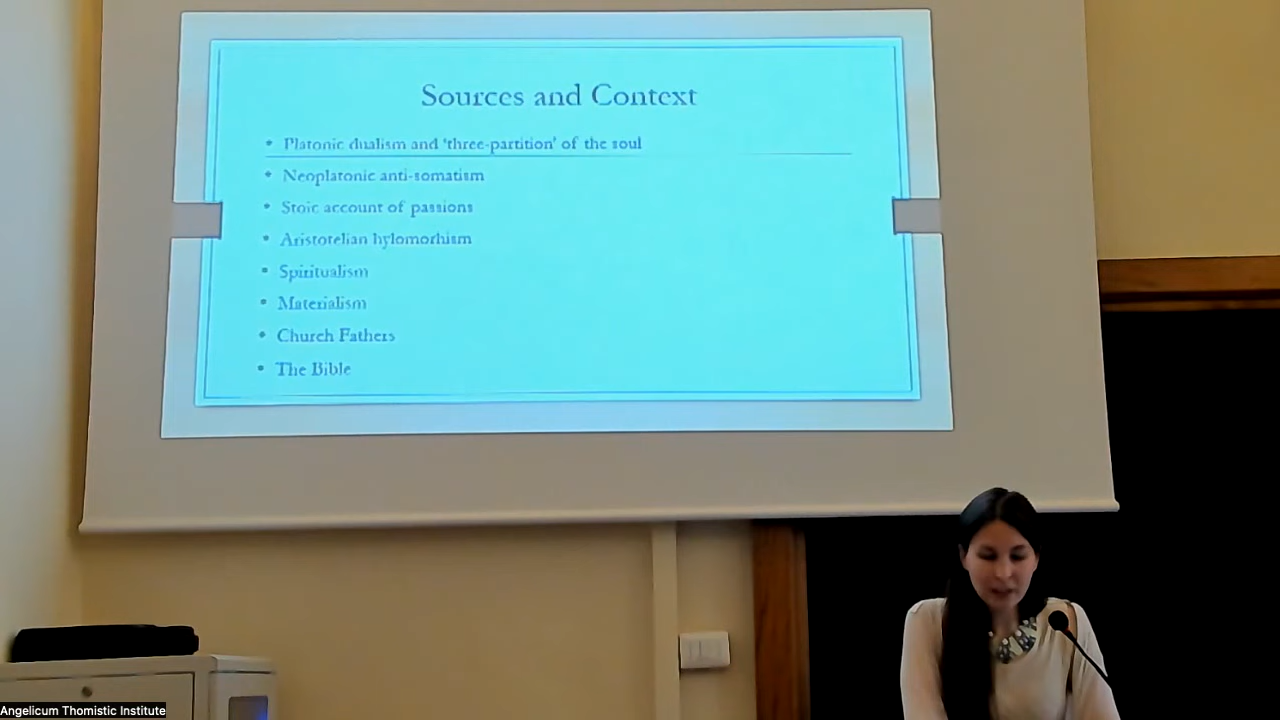 Sources and Context
• Platonic dualism and 'three-partition' of the soul
• Neoplatonic anti-somatism
• Stoic account of passions
• Aristotelian hylomorhism
• Spiritualism
• Materialism
• Church Fathers
• The Bible
Angelicum Thomistic Institute